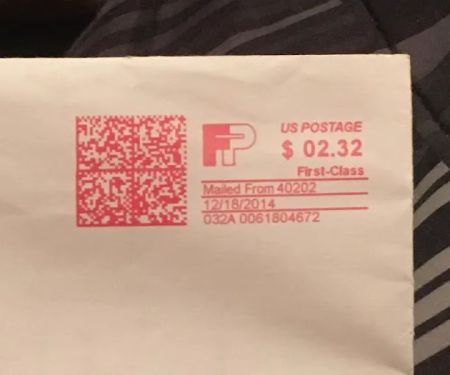 FP
US POSTAGE
$ 02.32
First-Class
Mailed From 40202
12/18/2014
032A 0061804672